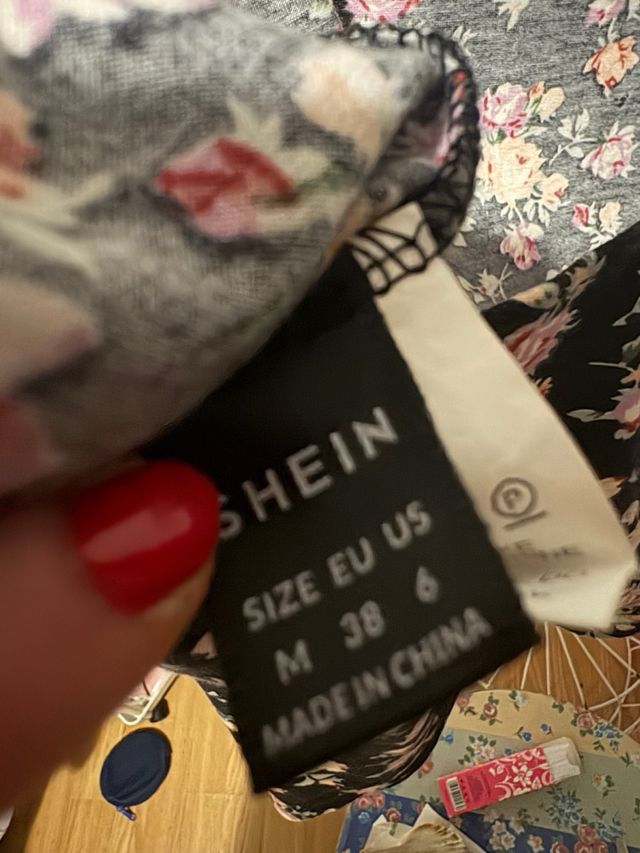 SHEIN
SIZE EU US
M 38 6
MADE IN CHINA
P